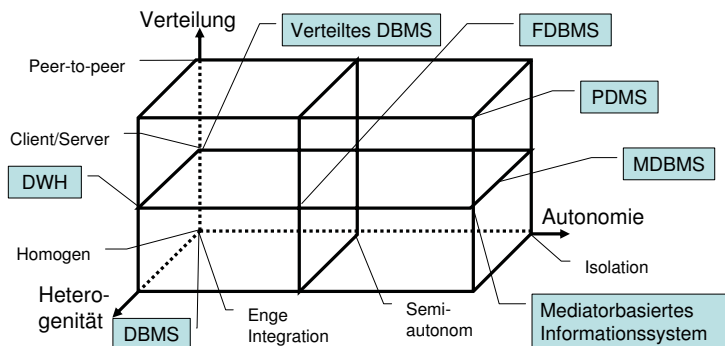 Verteilung
Verteiltes DBMS
FDBMS
Peer-to-peer
PDMS
Client/Server
MDBMS
DWH
Autonomie
Homogen
Isolation
Hetero-
genität
DBMS
Enge
Integration
Semi-
autonom
Mediatorbasiertes
Informationssystem